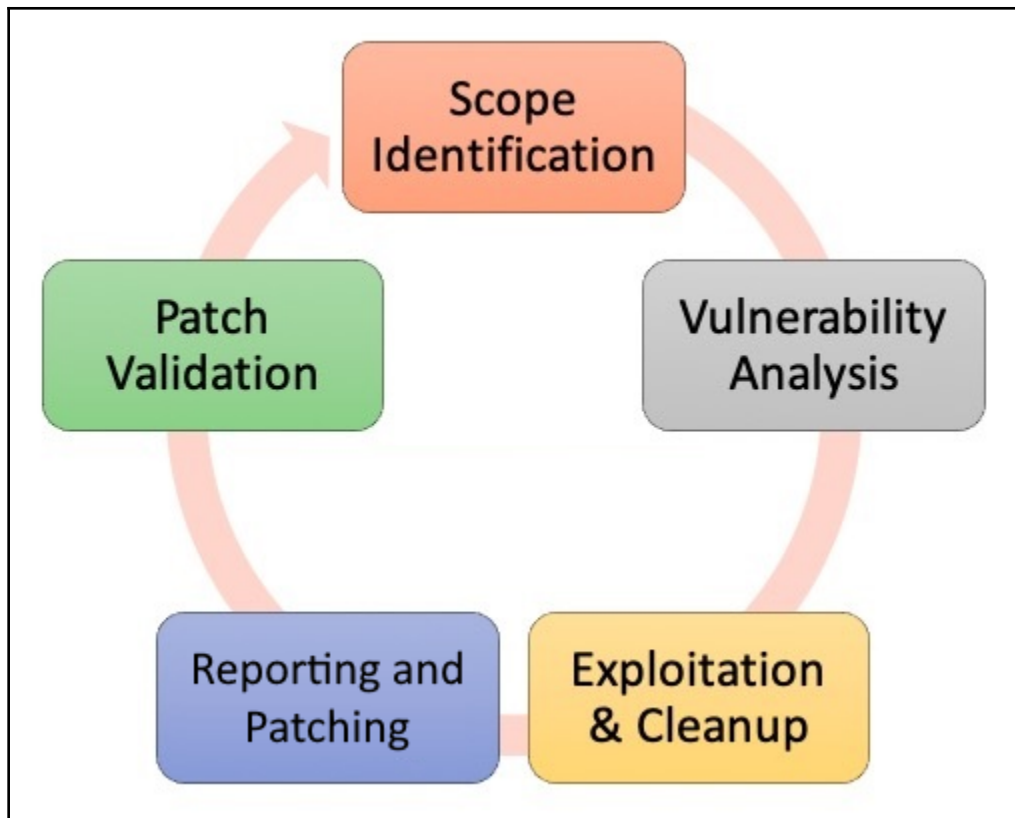 Scope
Identification
Vulnerability
Analysis
Exploitation
& Cleanup
Reporting and
Patching
Patch
Validation